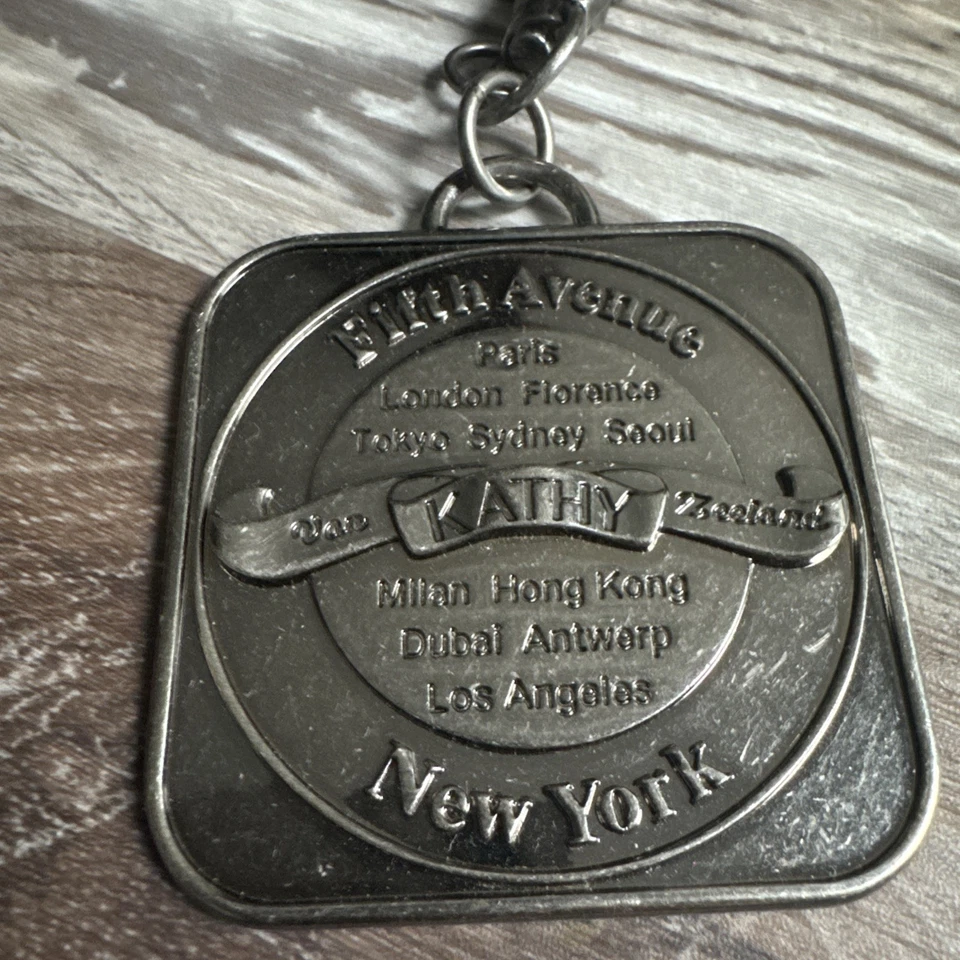 Fifth Avenue
Paris
London Florence
Tokyo Sydney Seoul
Van KATHY Zeeland
Milan Hong Kong
Dubai Antwerp
Los Angeles
New York